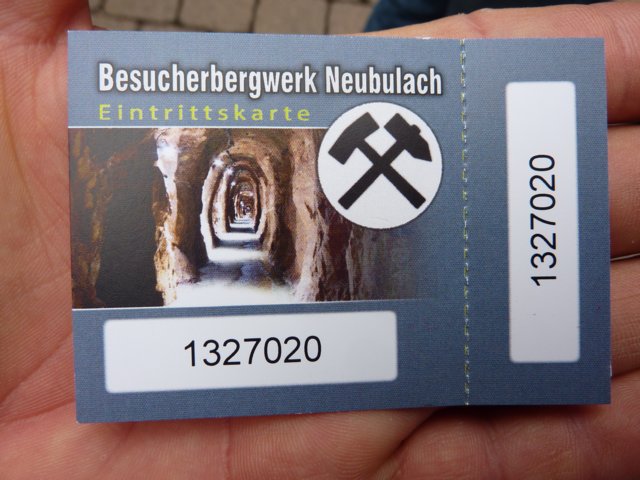 Besucherbergwerk Neubulach
Eintrittskarte
1327020
1327020